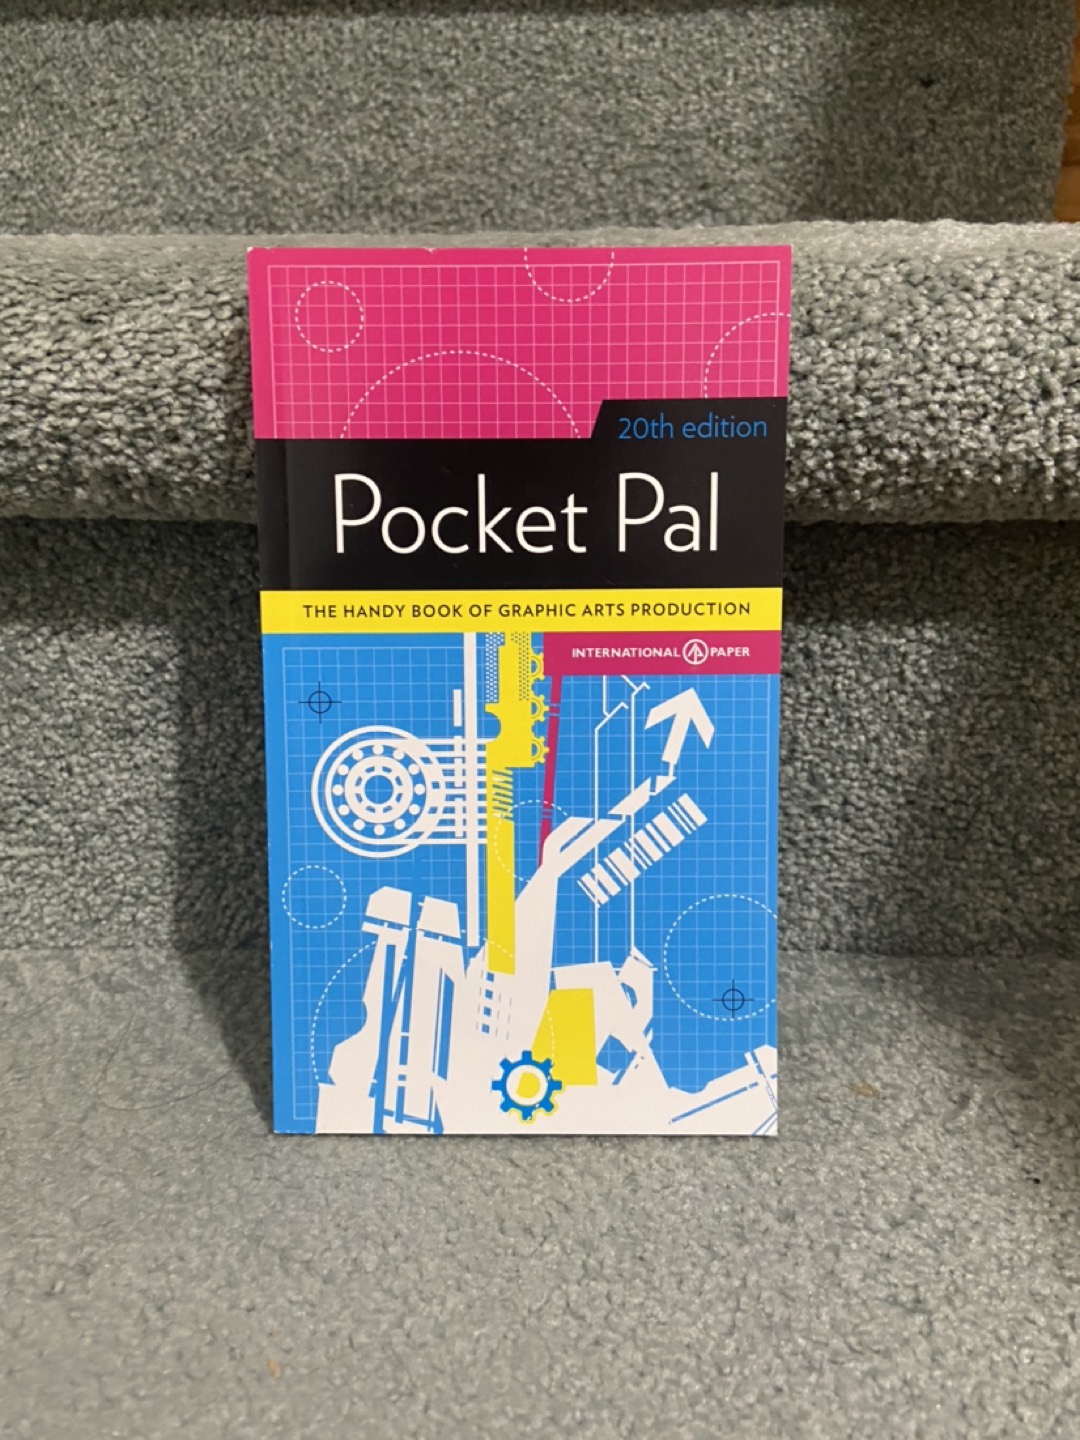 20th edition
Pocket Pal
THE HANDY BOOK OF GRAPHIC ARTS PRODUCTION
INTERNATIONAL PAPER